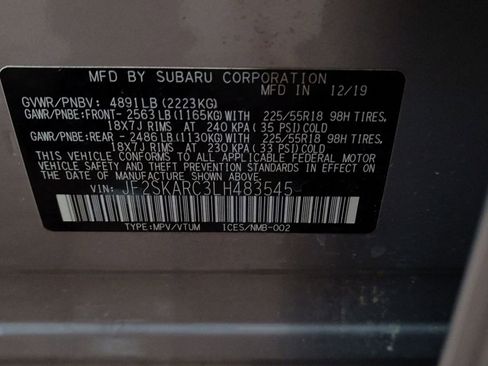 MFD BY SUBARU CORPORATION
MFD IN 12/19
GVWR/PNBV: 4891LB(2223KG)
GAWR/PNBE:FRONT- 2563LB(1165KG)WITH 225/55R18 98H TIRES,
18X7J RIMS AT 240 KPA(35 PSI)COLD
GAWR/PNBE:REAR - 2486LB(1130KG)WITH 225/55R18 98H TIRES,
18X7J RIMS AT 230 KPA(33 PSI)COLD
THIS VEHICLE CONFORMS TO ALL APPLICABLE FEDERAL MOTOR
VEHICLE SAFETY AND THEFT PREVENTION STANDARDS IN EFFECT
ON THE DATE OF MANUFACTURE SHOWN ABOVE.
VIN: JF2SKARC3LH483545
TYPE:MPV/VTUM ICES/NMB-002